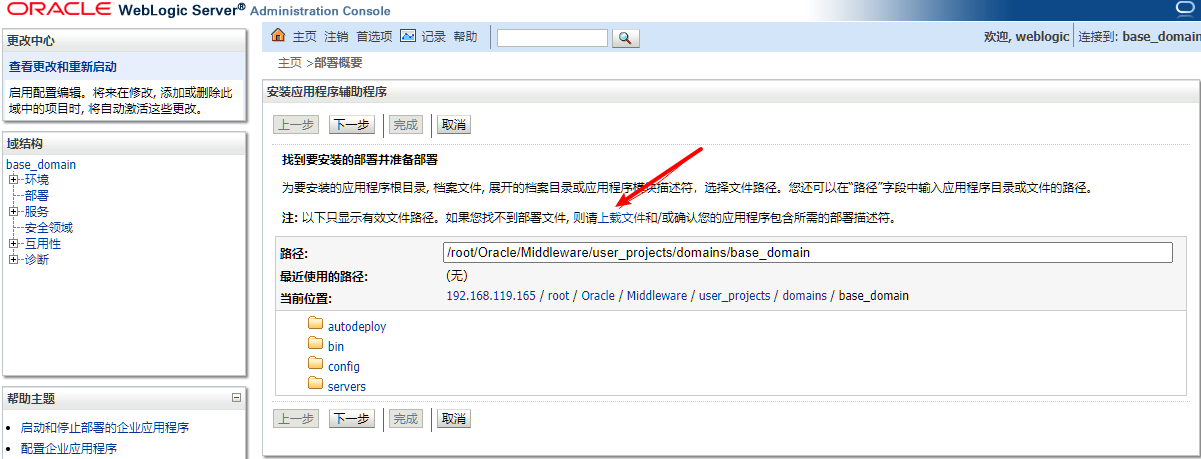 ORACLE WebLogic Server® Administration Console
更改中心
查看更改和重新启动
启用配置编辑。将来在修改, 添加或删除此
域中的项目时, 将自动激活这些更改。
域结构
base_domain
环境
部署
服务
安全领域
互用性
诊断
帮助主题
启动和停止部署的企业应用程序
配置企业应用程序
主页 注销 首选项 记录 帮助
欢迎, weblogic 连接到: base_domain
主页 >部署概要
安装应用程序辅助程序
上一步 下一步 完成 取消
找到要安装的部署并准备部署
为要安装的应用程序根目录, 档案文件, 展开的档案目录或应用程序模块描述符, 选择文件路径。您还可以在“路径”字段中输入应用程序目录或文件的路径。
注: 以下只显示有效文件路径。如果您找不到部署文件, 则请上载文件和/或确认您的应用程序包含所需的部署描述符。
路径: /root/Oracle/Middleware/user_projects/domains/base_domain
最近使用的路径: (无)
当前位置: 192.168.119.165 / root / Oracle / Middleware / user_projects / domains / base_domain
autodeploy
bin
config
servers
上一步 下一步 完成 取消